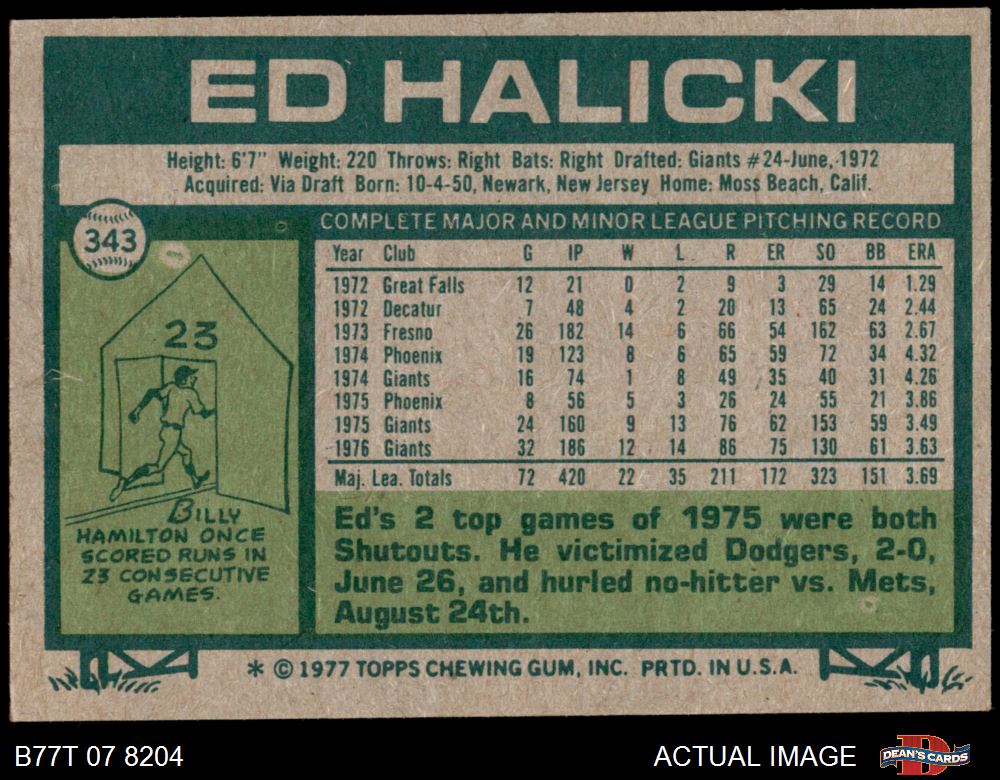 ED HALICKI
Height: 6'7" Weight: 220 Throws: Right Bats: Right Drafted: Giants #24-June, 1972
Acquired: Via Draft Born: 10-4-50, Newark, New Jersey Home: Moss Beach, Calif.
343
COMPLETE MAJOR AND MINOR LEAGUE PITCHING RECORD
Year Club G IP W L R ER SO BB ERA
1972 Great Falls 12 21 0 2 9 3 29 14 1.29
1972 Decatur 7 48 4 2 20 13 65 24 2.44
1973 Fresno 26 182 14 6 66 54 162 63 2.67
1974 Phoenix 19 123 8 6 65 59 72 34 4.32
1974 Giants 16 74 1 8 49 35 40 31 4.26
1975 Phoenix 8 56 5 3 26 24 55 21 3.86
1975 Giants 24 160 9 13 76 62 153 59 3.49
1976 Giants 32 186 12 14 86 75 130 61 3.63
Maj. Lea. Totals 72 420 22 35 211 172 323 151 3.69
23
BILLY
HAMILTON ONCE
SCORED RUNS IN
23 CONSECUTIVE
GAMES.
Ed's 2 top games of 1975 were both
Shutouts. He victimized Dodgers, 2-0,
June 26, and hurled no-hitter vs. Mets,
August 24th.
* © 1977 TOPPS CHEWING GUM, INC. PRTD. IN U.S.A.
B77T 07 8204
ACTUAL IMAGE
DEAN'S CARDS